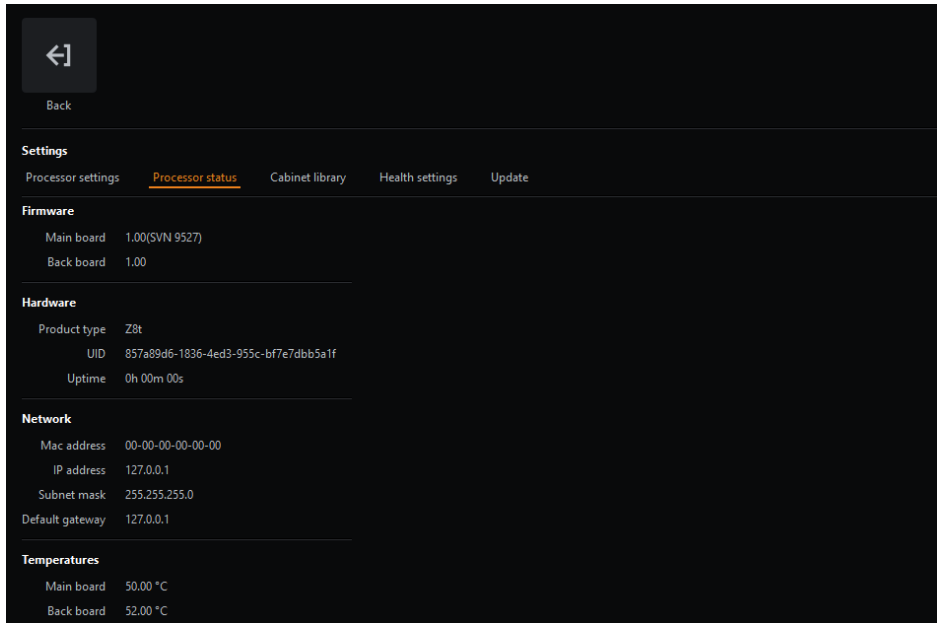 Back
Settings
Processor settings Processor status Cabinet library Health settings Update
Firmware
Main board 1.00(SVN 9527)
Back board 1.00
Hardware
Product type Z8t
UID 857a89d6-1836-4ed3-955c-bf7e7dbb5a1f
Uptime 0h 00m 00s
Network
Mac address 00-00-00-00-00-00
IP address 127.0.0.1
Subnet mask 255.255.255.0
Default gateway 127.0.0.1
Temperatures
Main board 50.00 °C
Back board 52.00 °C